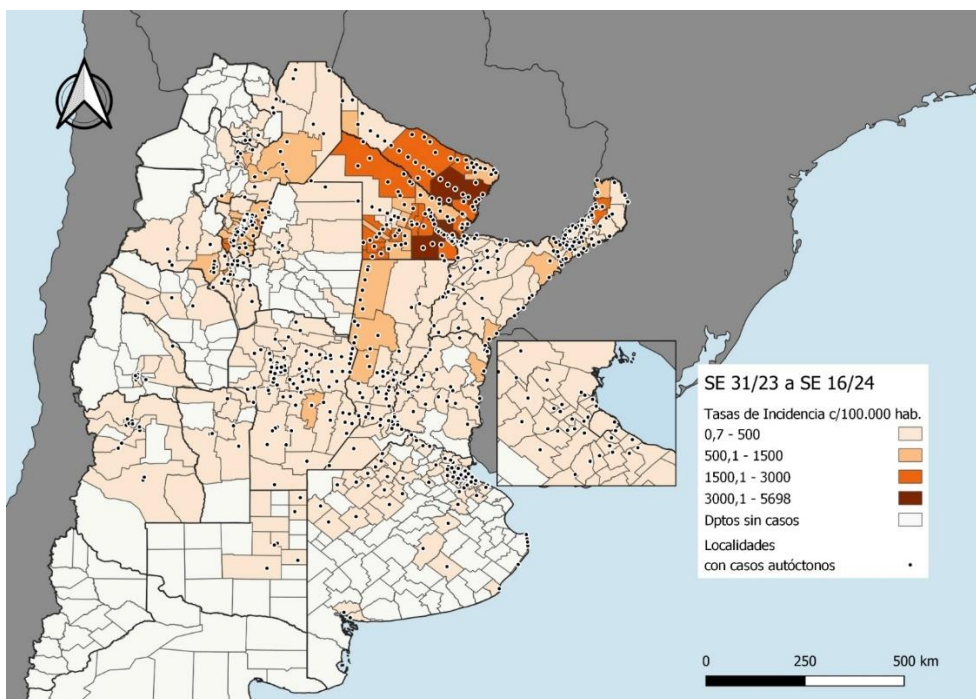 SE 31/23 a SE 16/24
Tasas de Incidencia c/100.000 hab.
0,7 - 500
500,1 - 1500
1500,1 - 3000
3000,1 - 5698
Dptos sin casos
Localidades
con casos autóctonos
0 250 500 km